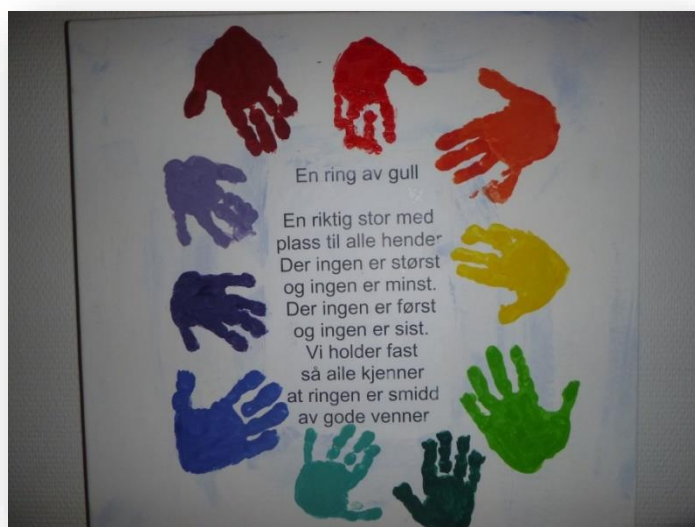 En ring av gull
En riktig stor med
plass til alle hender
Der ingen er størst
og ingen er minst.
Der ingen er først
og ingen er sist.
Vi holder fast
så alle kjenner
at ringen er smidd
av gode venner